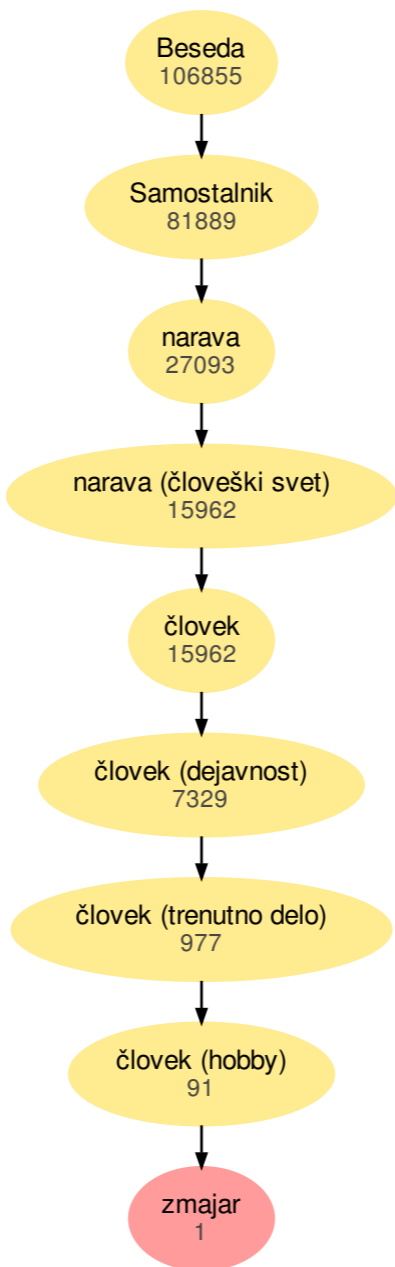 Beseda
106855
Samostalnik
81889
narava
27093
narava (človeški svet)
15962
človek
15962
človek (dejavnost)
7329
človek (trenutno delo)
977
človek (hobby)
91
zmajar
1